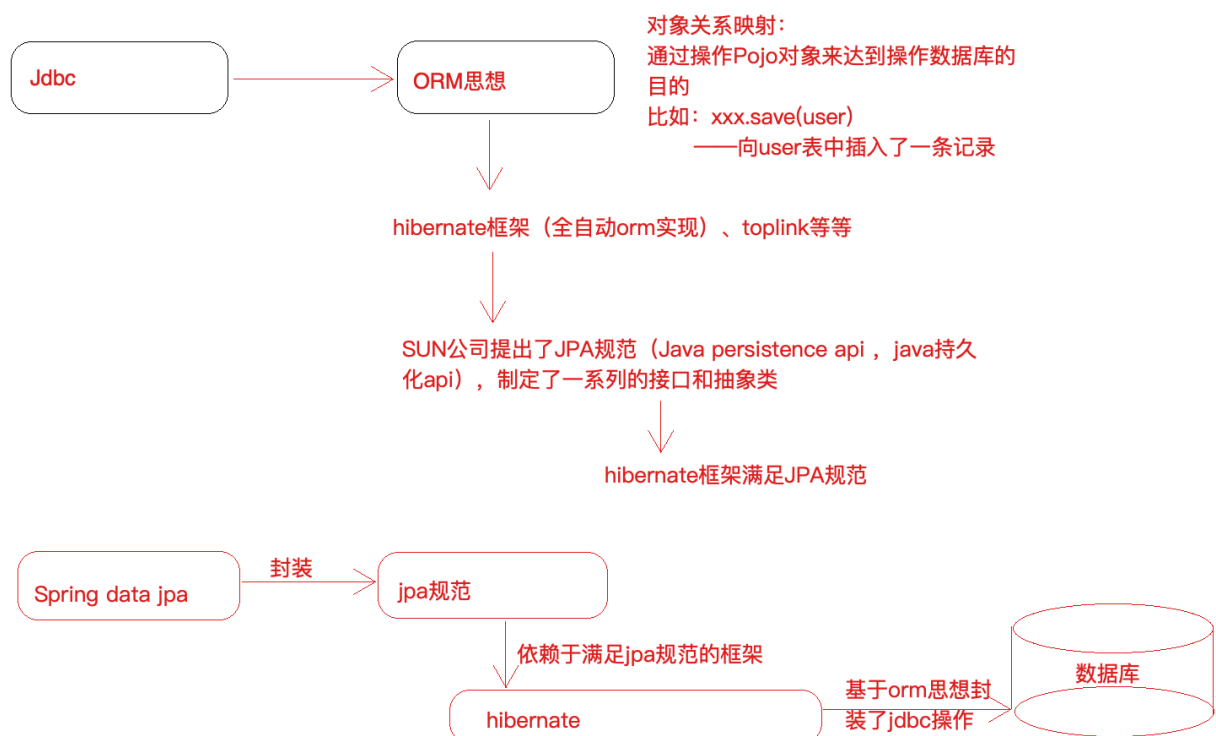 Jdbc
ORM思想
对象关系映射：
通过操作Pojo对象来达到操作数据库的
目的
比如：xxx.save(user)
——向user表中插入了一条记录
hibernate框架（全自动orm实现）、toplink等等
SUN公司提出了JPA规范（Java persistence api ，java持久
化api），制定了一系列的接口和抽象类
hibernate框架满足JPA规范
Spring data jpa
封装
jpa规范
依赖于满足jpa规范的框架
hibernate
基于orm思想封
装了jdbc操作
数据库